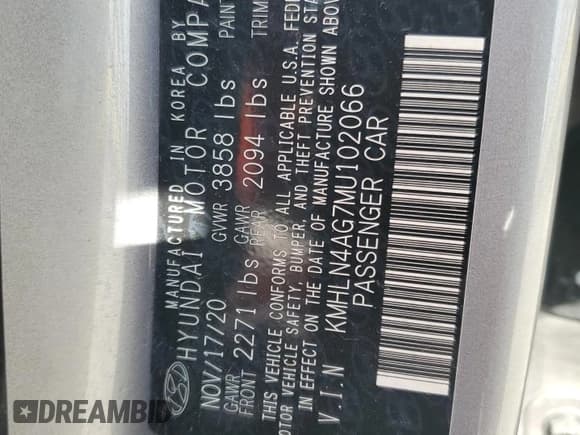 MANUFACTURED IN KOREA BY
HYUNDAI MOTOR COMPA
NOV/17/20 GVWR 3858 lbs PAINT
GAWR FRONT 2271 lbs GAWR REAR 2094 lbs TRIM
THIS VEHICLE CONFORMS TO ALL APPLICABLE U.S.A. FEDE
MOTOR VEHICLE SAFETY, BUMPER, AND THEFT PREVENTION STA
IN EFFECT ON THE DATE OF MANUFACTURE SHOWN ABOV
V.I.N KMHLN4AG7MU102066
PASSENGER CAR
DREAMBID